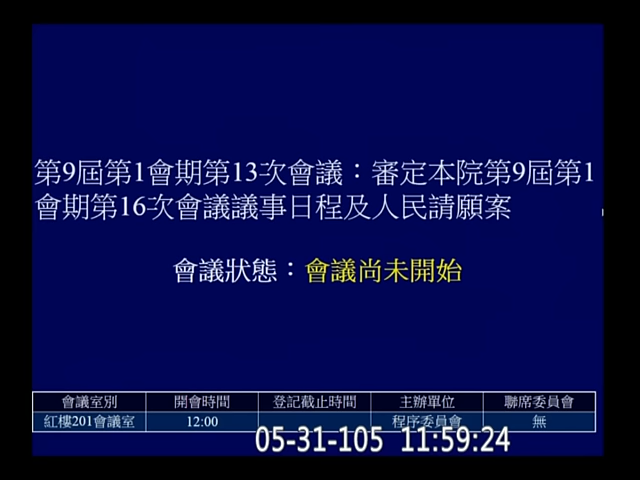 第9屆第1會期第13次會議：審定本院第9屆第1
會期第16次會議議事日程及人民請願案
會議狀態：會議尚未開始
會議室別 開會時間 登記截止時間 主辦單位 聯席委員會
紅樓201會議室 12:00 程序委員會 無
05-31-105 11:59:24